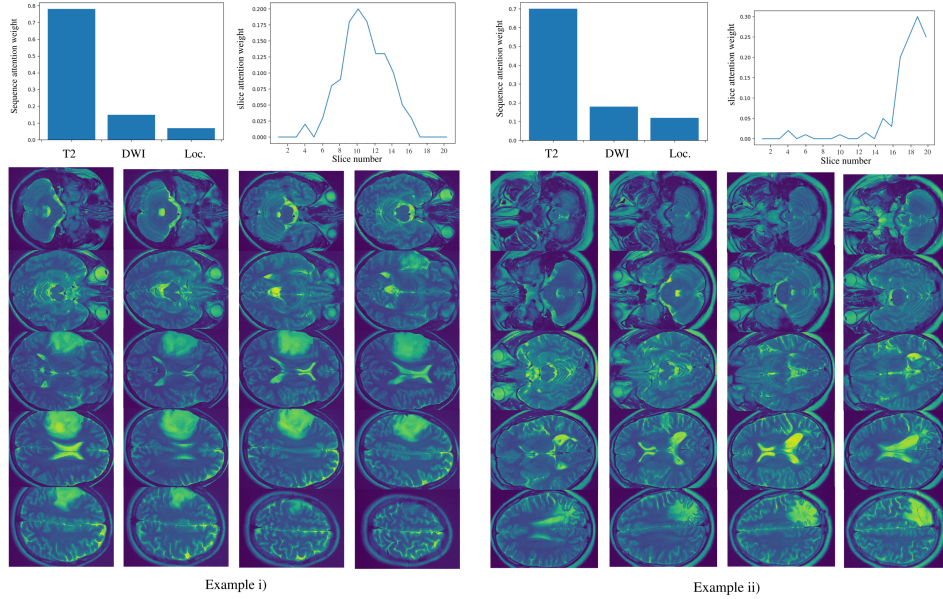 Sequence attention weight
0.8
0.7
0.6
0.5
0.4
0.3
0.2
0.1
0.0
T2 DWI Loc.
slice attention weight
0.200
0.175
0.150
0.125
0.100
0.075
0.050
0.025
0.000
2 4 6 8 10 12 14 16 18 20
Slice number
Sequence attention weight
0.7
0.6
0.5
0.4
0.3
0.2
0.1
0.0
T2 DWI Loc.
slice attention weight
0.30
0.25
0.20
0.15
0.10
0.05
0.00
2 4 6 8 10 12 14 16 18 20
Slice number
Example i)
Example ii)